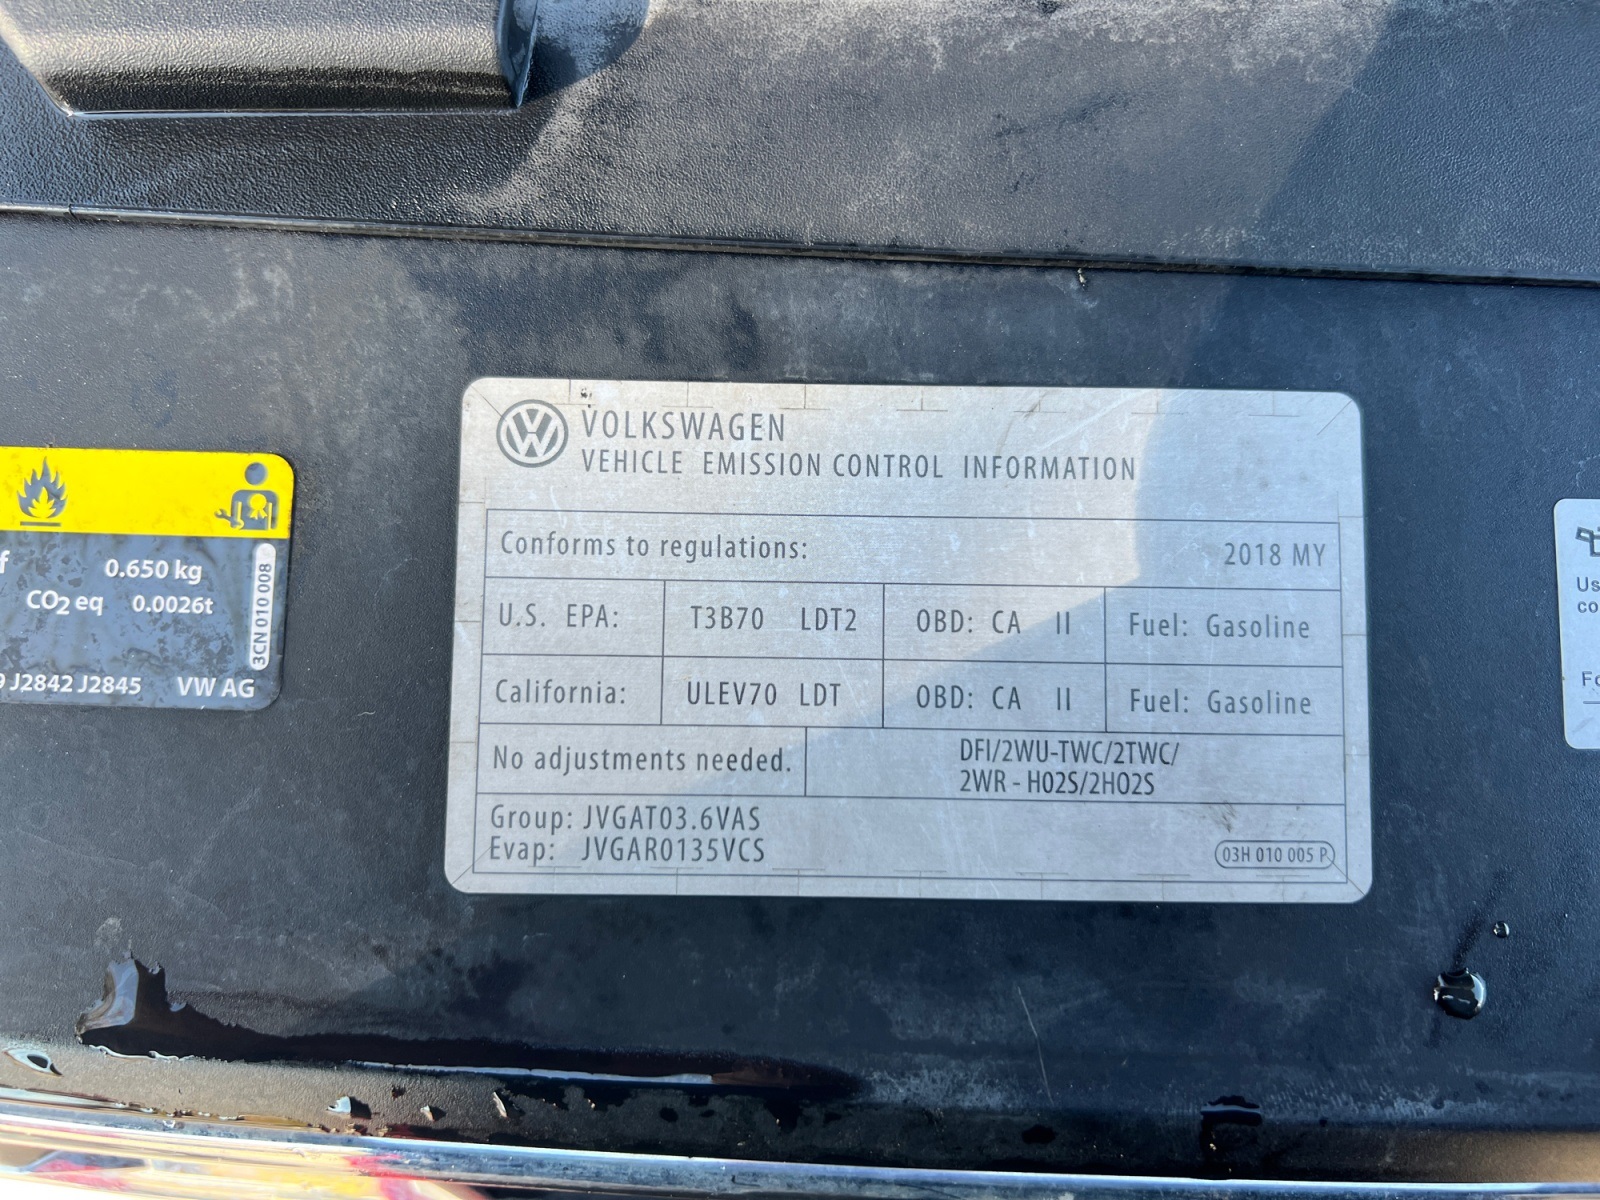 VOLKSWAGEN
VEHICLE EMISSION CONTROL INFORMATION
Conforms to regulations: 2018 MY
U.S. EPA: T3B70 LDT2 OBD: CA II Fuel: Gasoline
California: ULEV70 LDT OBD: CA II Fuel: Gasoline
No adjustments needed. DFI/2WU-TWC/2TWC/
2WR - HO2S/2HO2S
Group: JVGAT03.6VAS
Evap: JVGAR0135VCS
03H 010 005 P
0.650 kg
CO2 eq 0.0026t
J2842 J2845 VW AG
3CN 010 008